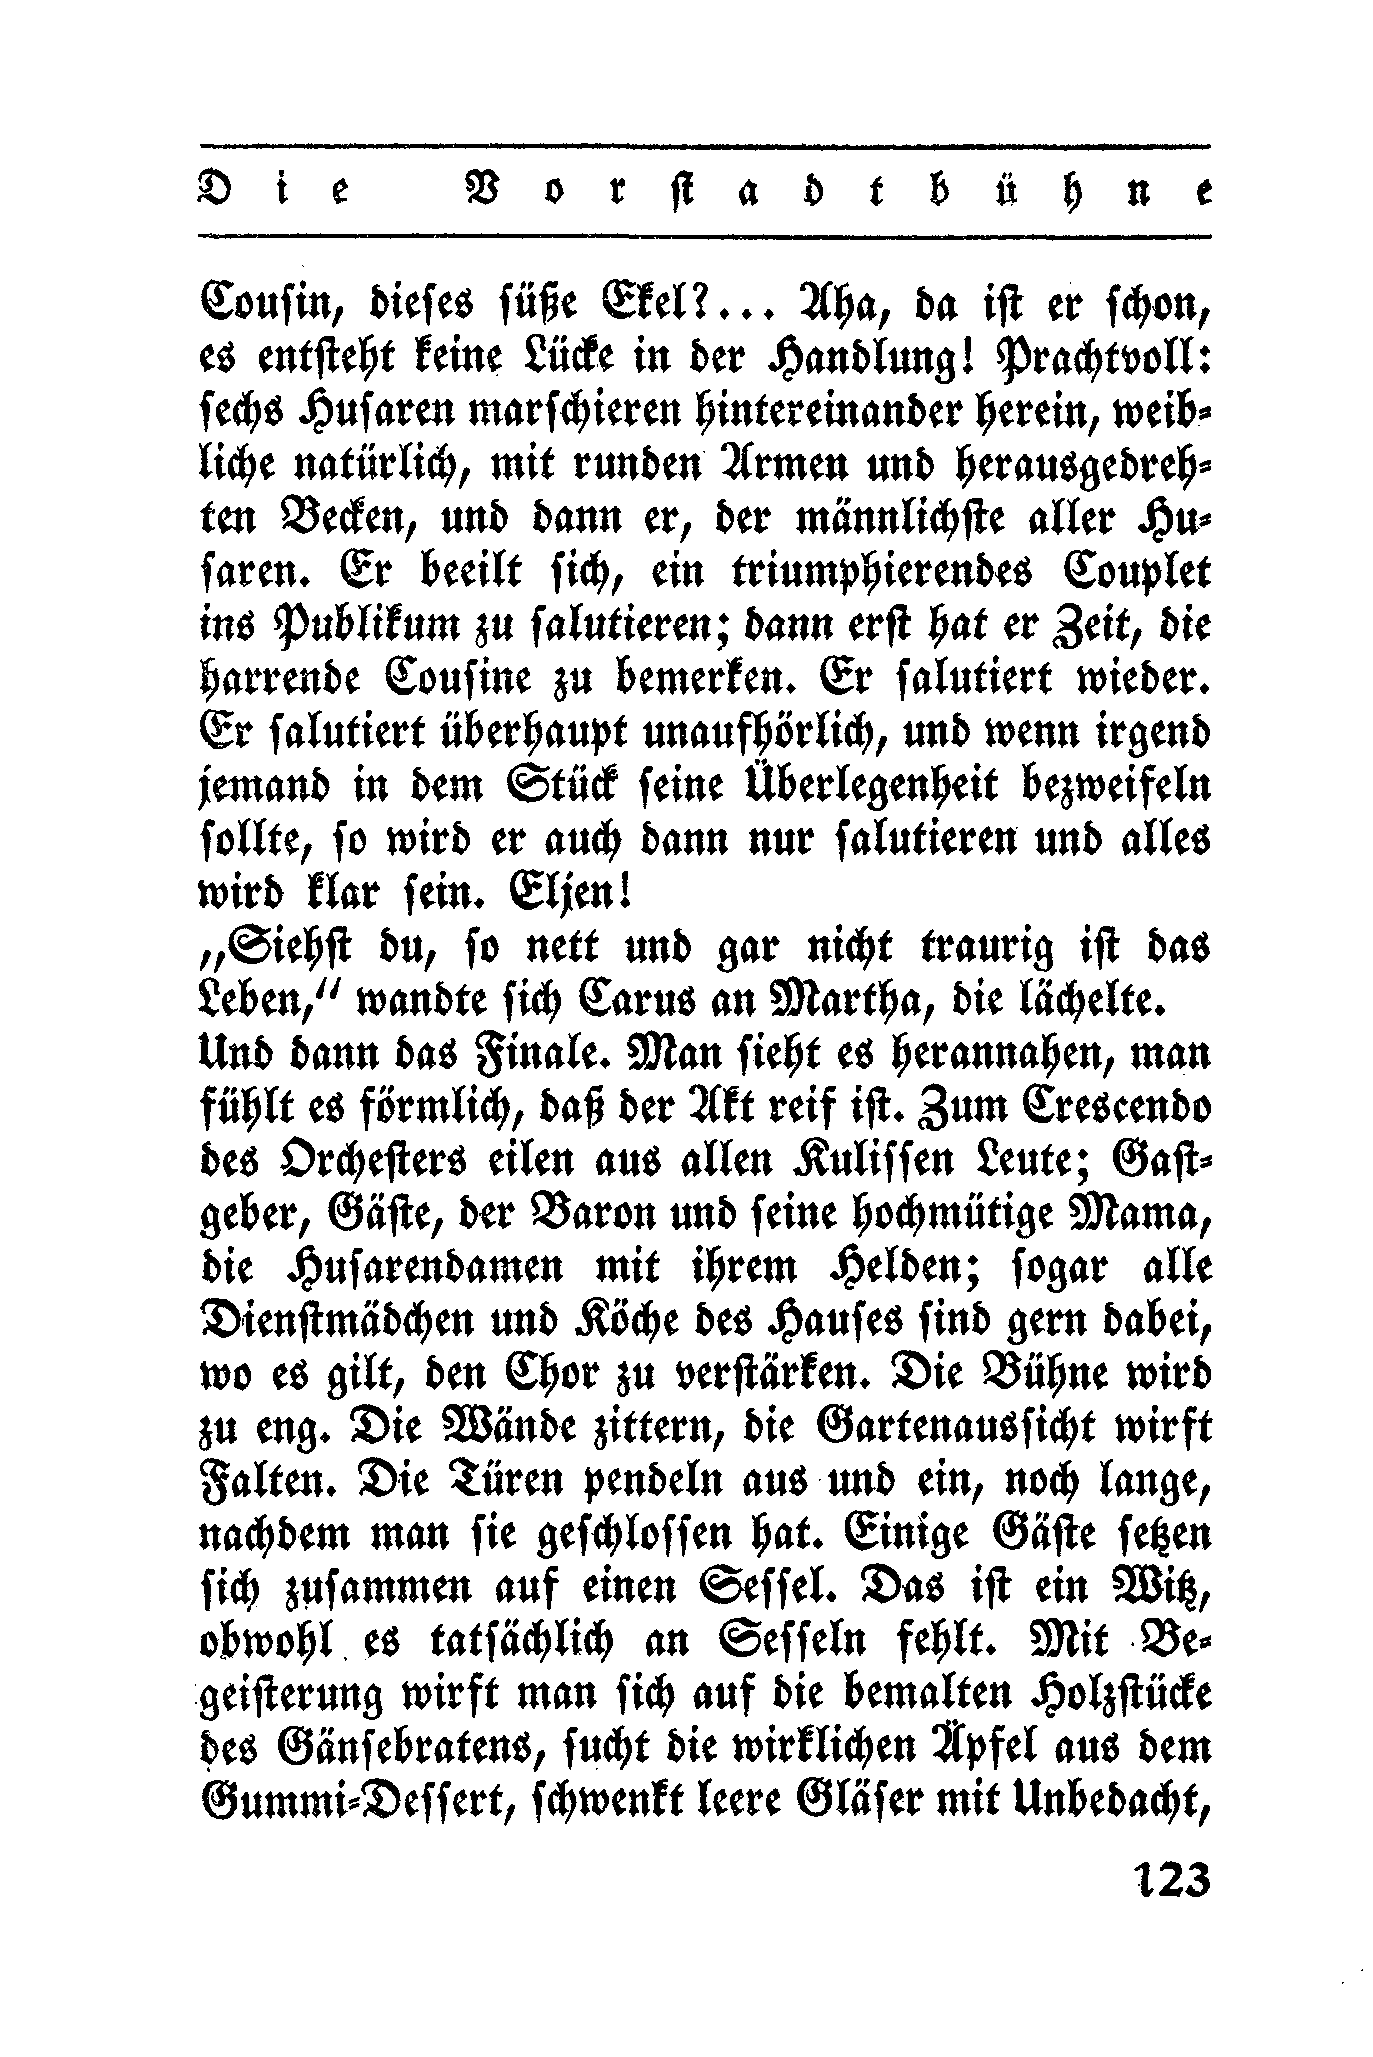 Die Vorstadtbühne
Cousin, dieses süße Ekel?... Aha, da ist er schon,
es entsteht keine Lücke in der Handlung! Prachtvoll:
sechs Husaren marschieren hintereinander herein, weib-
liche natürlich, mit runden Armen und herausgedreh-
ten Becken, und dann er, der männlichste aller Hu-
saren. Er beeilt sich, ein triumphierendes Couplet
ins Publikum zu salutieren; dann erst hat er Zeit, die
harrende Cousine zu bemerken. Er salutiert wieder.
Er salutiert überhaupt unaufhörlich, und wenn irgend
jemand in dem Stück seine Überlegenheit bezweifeln
sollte, so wird er auch dann nur salutieren und alles
wird klar sein. Eljen!
„Siehst du, so nett und gar nicht traurig ist das
Leben,“ wandte sich Carus an Martha, die lächelte.
Und dann das Finale. Man sieht es herannahen, man
fühlt es förmlich, daß der Akt reif ist. Zum Crescendo
des Orchesters eilen aus allen Kulissen Leute; Gast-
geber, Gäste, der Baron und seine hochmütige Mama,
die Husarendamen mit ihrem Helden; sogar alle
Dienstmädchen und Köche des Hauses sind gern dabei,
wo es gilt, den Chor zu verstärken. Die Bühne wird
zu eng. Die Wände zittern, die Gartenaussicht wirft
Falten. Die Türen pendeln aus und ein, noch lange,
nachdem man sie geschlossen hat. Einige Gäste setzen
sich zusammen auf einen Sessel. Das ist ein Witz,
obwohl es tatsächlich an Sesseln fehlt. Mit Be-
geisterung wirft man sich auf die bemalten Holzstücke
des Gänsebratens, sucht die wirklichen Äpfel aus dem
Gummi-Dessert, schwenkt leere Gläser mit Unbedacht,
123